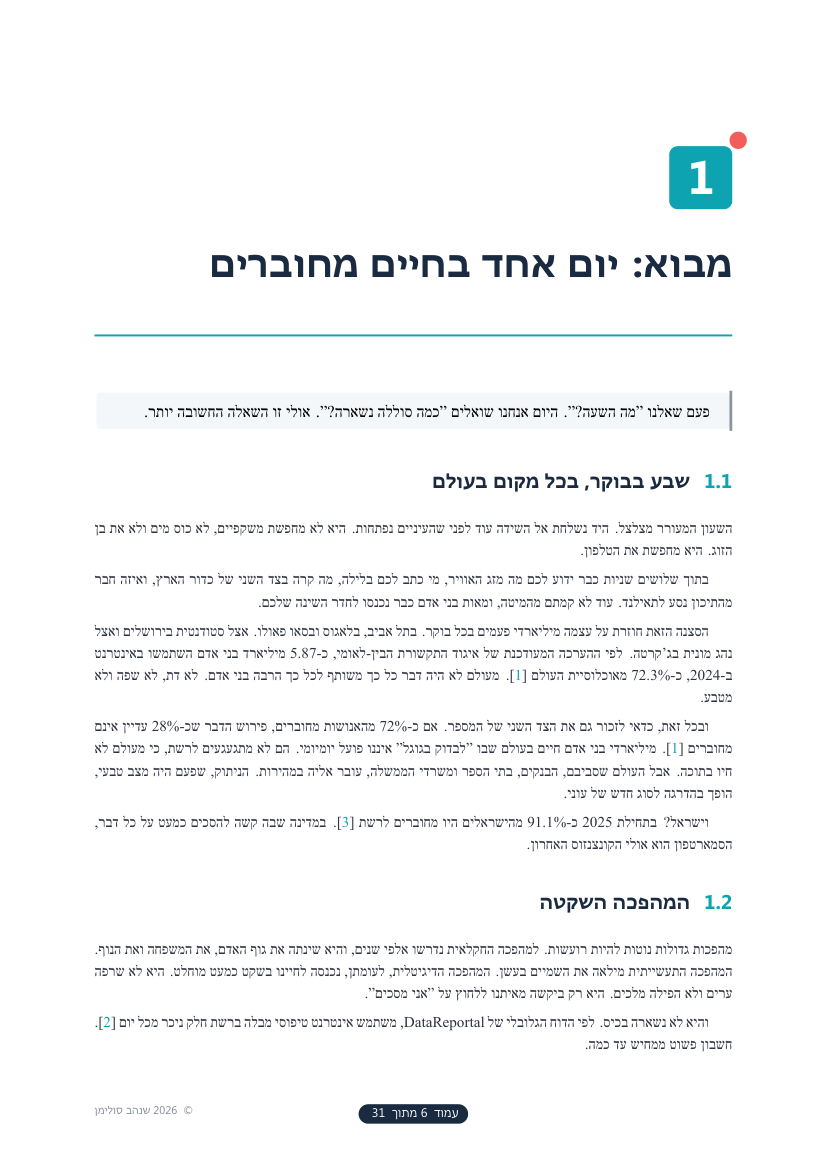 1
מבוא: יום אחד בחיים מחוברים
פעם שאלנו ”מה השעה?”. היום אנחנו שואלים ”כמה סוללה נשארה?”. אולי זו השאלה החשובה יותר.
1.1 שבע בבוקר, בכל מקום בעולם
השעון המעורר מצלצל. היד נשלחת אל השידה עוד לפני שהעיניים נפתחות. היא לא מחפשת משקפיים, לא כוס מים ולא את בן
הזוג. היא מחפשת את הטלפון.
בתוך שלושים שניות כבר ידוע לכם מה מזג האוויר, מי כתב לכם בלילה, מה קרה בצד השני של כדור הארץ, ואיזה חבר
מהתיכון נסע לתאילנד. עוד לא קמתם מהמיטה, ומאות בני אדם כבר נכנסו לחדר השינה שלכם.
הסצנה הזאת חוזרת על עצמה מיליארדי פעמים בכל בוקר. בתל אביב, בלאגוס ובסאו פאולו. אצל סטודנטית בירושלים ואצל
נהג מונית בג’קרטה. לפי ההערכה המעודכנת של איגוד התקשורת הבין-לאומי, כ-5.87 מיליארד בני אדם השתמשו באינטרנט
ב-2024, כ-72.3% מאוכלוסיית העולם [1]. מעולם לא היה דבר כל כך משותף לכל כך הרבה בני אדם. לא דת, לא שפה ולא
מטבע.
ובכל זאת, כדאי לזכור גם את הצד השני של המספר. אם כ-72% מהאנושות מחוברים, פירוש הדבר שכ-28% עדיין אינם
מחוברים [1]. מיליארדי בני אדם חיים בעולם שבו ”לבדוק בגוגל” איננו פועל יומיומי. הם לא מתגעגעים לרשת, כי מעולם לא
חיו בתוכה. אבל העולם שסביבם, הבנקים, בתי הספר ומשרדי הממשלה, עובר אליה במהירות. הניתוק, שפעם היה מצב טבעי,
הופך בהדרגה לסוג חדש של עוני.
וישראל? בתחילת 2025 כ-91.1% מהישראלים היו מחוברים לרשת [3]. במדינה שבה קשה להסכים כמעט על כל דבר,
הסמארטפון הוא אולי הקונצנזוס האחרון.
1.2 המהפכה השקטה
מהפכות גדולות נוטות להיות רועשות. למהפכה החקלאית נדרשו אלפי שנים, והיא שינתה את גוף האדם, את המשפחה ואת הנוף.
המהפכה התעשייתית מילאה את השמיים בעשן. המהפכה הדיגיטלית, לעומתן, נכנסה לחיינו בשקט כמעט מוחלט. היא לא שרפה
ערים ולא הפילה מלכים. היא רק ביקשה מאיתנו ללחוץ על ”אני מסכים”.
והיא לא נשארה בכיס. לפי הדוח הגלובלי של DataReportal, משתמש אינטרנט טיפוסי מבלה ברשת חלק ניכר מכל יום [2].
חשבון פשוט ממחיש עד כמה.
עמוד 6 מתוך 31
© 2026 שנהב סולימן